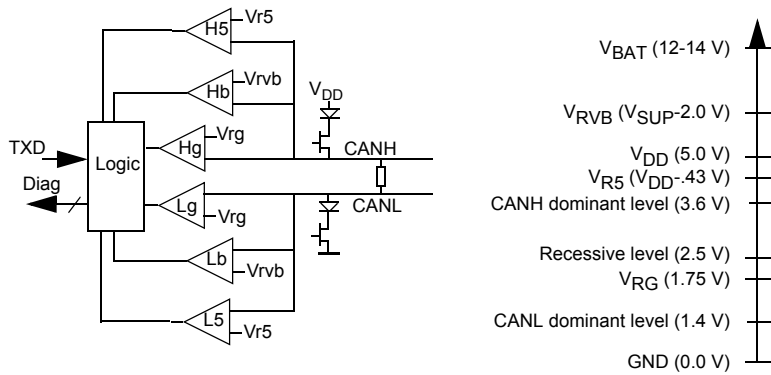 H5
Vr5
Hb
Vrvb
VDD
Hg
Vrg
TXD
Logic
CANH
Diag
Lg
Vrg
CANL
Lb
Vrvb
L5
Vr5
VBAT (12-14 V)
VRVB (VSUP-2.0 V)
VDD (5.0 V)
VR5 (VDD-.43 V)
CANH dominant level (3.6 V)
Recessive level (2.5 V)
VRG (1.75 V)
CANL dominant level (1.4 V)
GND (0.0 V)